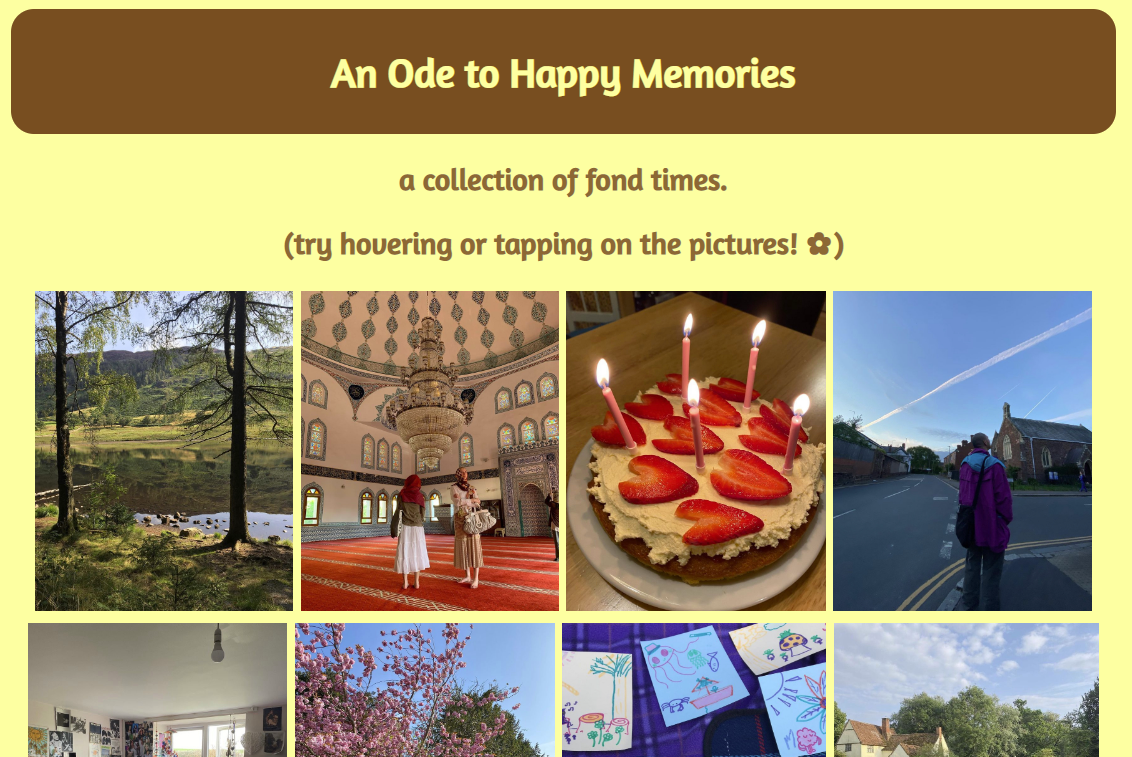 An Ode to Happy Memories
a collection of fond times.
(try hovering or tapping on the pictures! ✿)